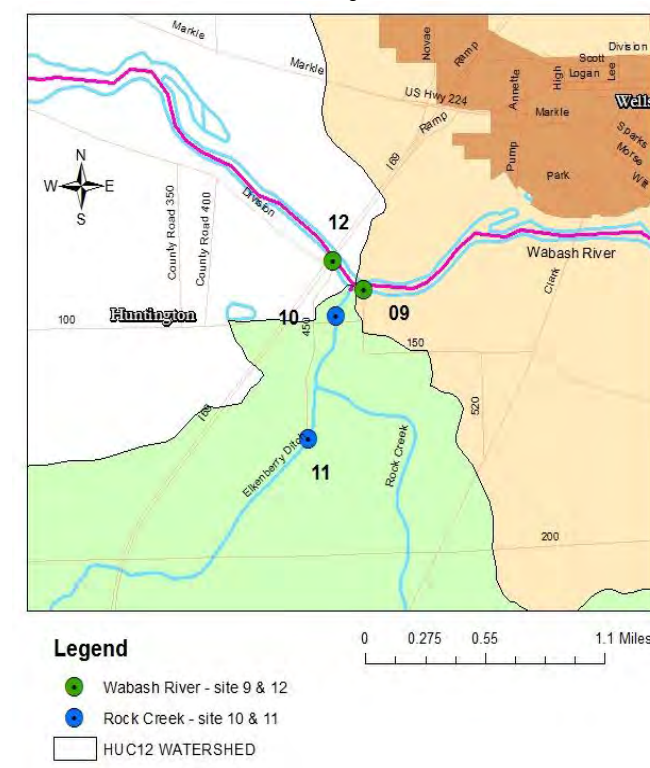 Markle
Markle
Novae
Ramp
US Hwy 224
Ramp
I69
Annetta
High
Scott
Logan
Lee
Division
Markle
Wells
Sparks
Morse
Wilt
Pump
Park
N
W E
S
County Road 350
County Road 400
Division
12
Wabash River
Clark
09
Huntington
100
10
450
150
520
I69
11
Elkenberry Ditch
Rock Creek
200
Legend
Wabash River - site 9 & 12
Rock Creek - site 10 & 11
HUC12 WATERSHED
0 0.275 0.55 1.1 Miles